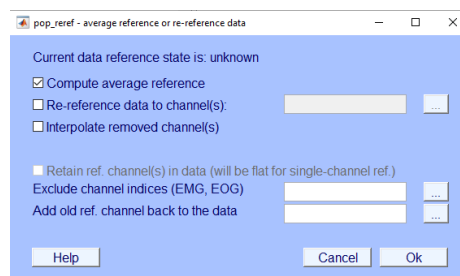 pop_reref - average reference or re-reference data
Current data reference state is: unknown
Compute average reference
Re-reference data to channel(s):
...
Interpolate removed channel(s)
Retain ref. channel(s) in data (will be flat for single-channel ref.)
Exclude channel indices (EMG, EOG)
...
Add old ref. channel back to the data
...
Help Cancel Ok